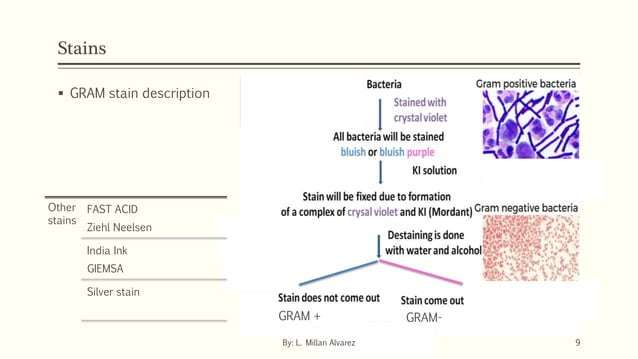 Stains
▪ GRAM stain description
Other stains
FAST ACID
Ziehl Neelsen
India Ink
GIEMSA
Silver stain
Bacteria
Stained with
crystal violet
All bacteria will be stained
bluish or bluish purple
KI solution
Stain will be fixed due to formation
of a complex of crysal violet and KI (Mordant)
Destaining is done
with water and alcohol
Stain does not come out
GRAM +
Stain come out
GRAM-
Gram positive bacteria
Gram negative bacteria
By: L. Millan Alvarez
9